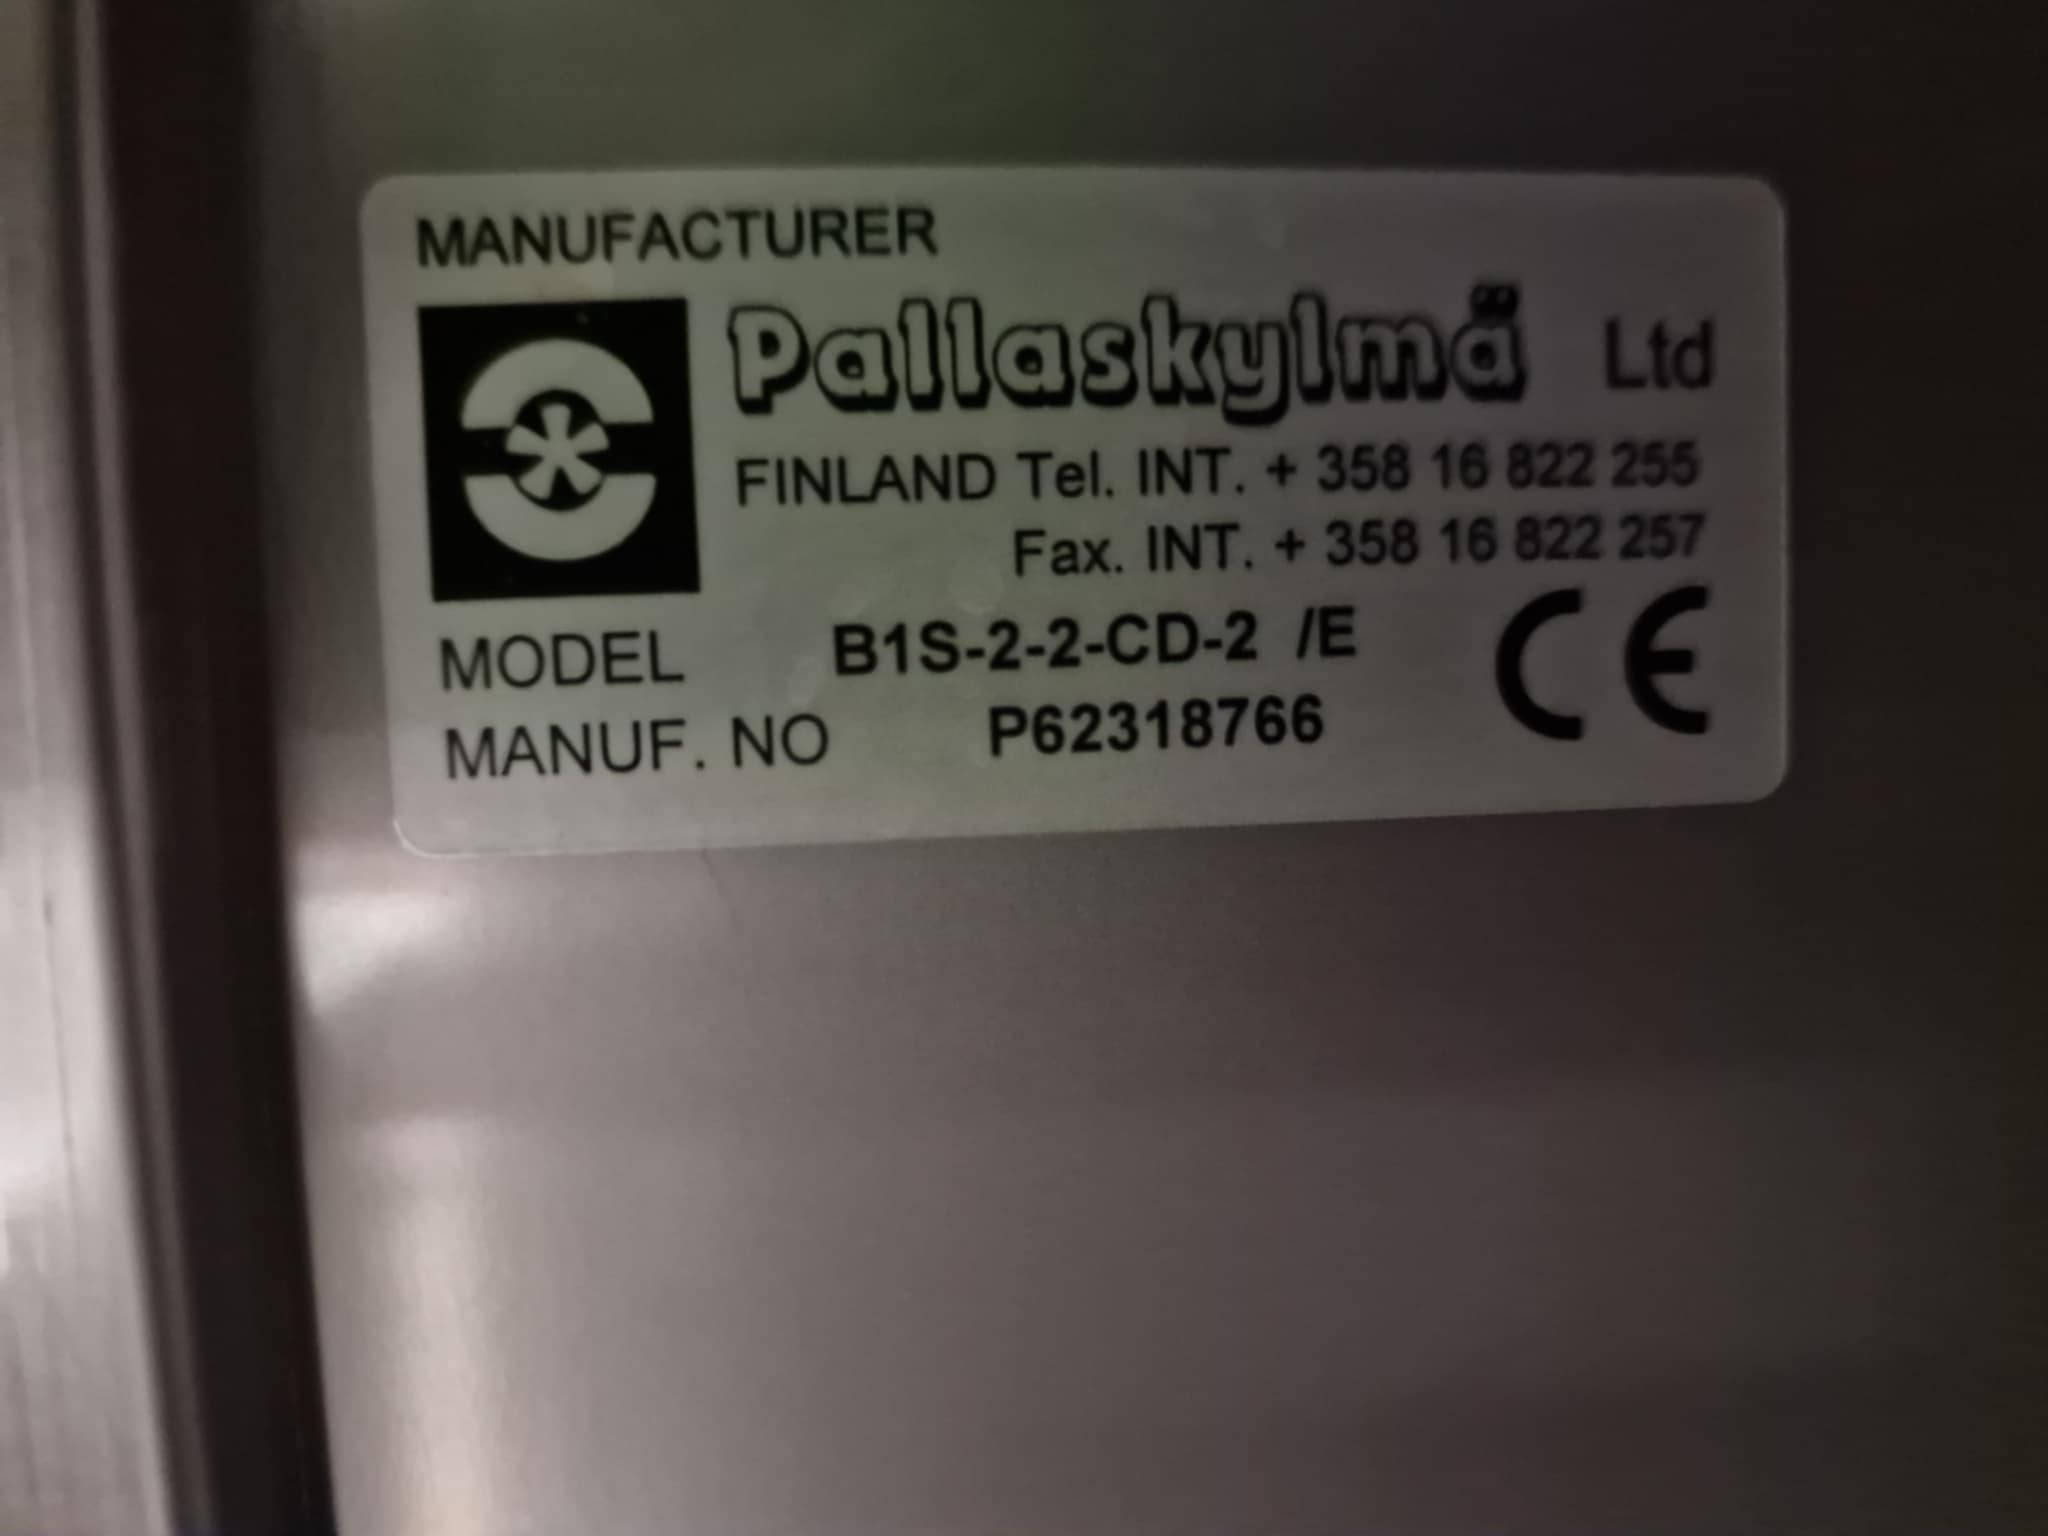 MANUFACTURER
Pallaskylmä Ltd
FINLAND Tel. INT. + 358 16 822 255
Fax. INT. + 358 16 822 257
MODEL B1S-2-2-CD-2 /E
MANUF. NO P62318766
CE